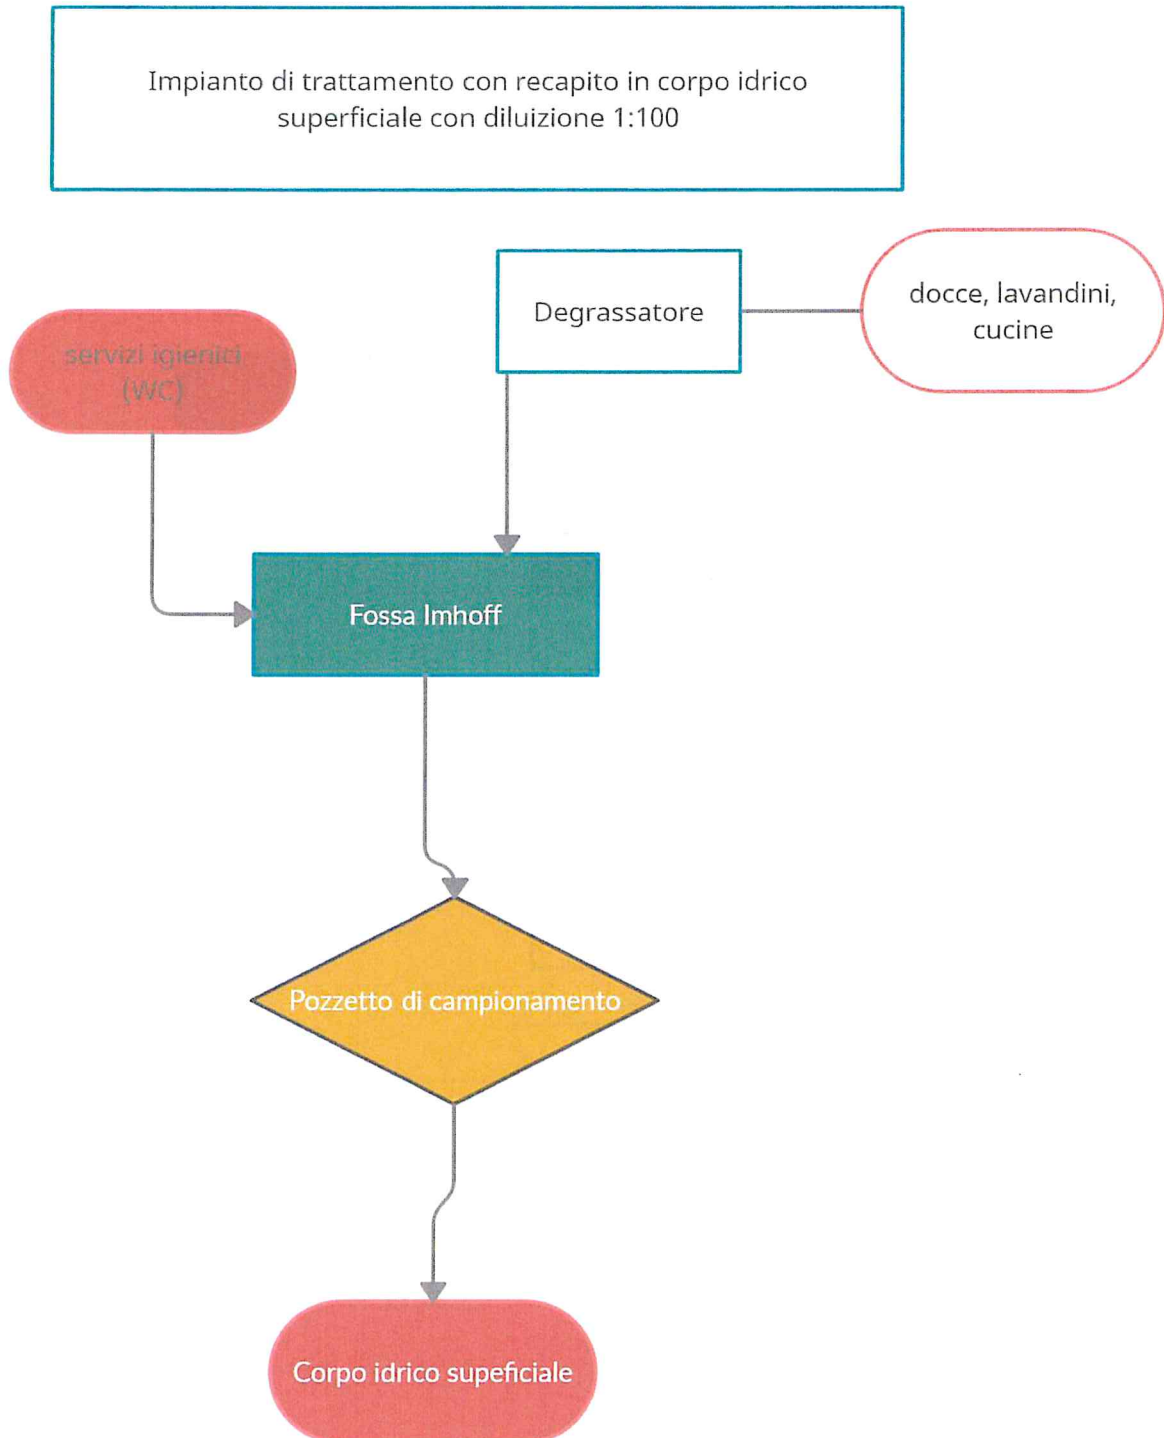 Impianto di trattamento con recapito in corpo idrico
superficiale con diluizione 1:100
Degrassatore
docce, lavandini,
cucine
servizi igienici
(WC)
Fossa Imhoff
Pozzetto di campionamento
Corpo idrico supeficiale